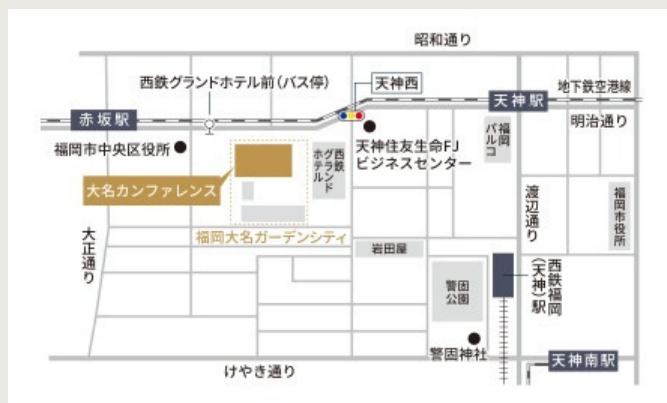 昭和通り
西鉄グランドホテル前（バス停）
天神西
地下鉄空港線
天神駅
赤坂駅
明治通り
福岡市中央区役所
天神住友生命FJ
ビジネスセンター
福岡
パルコ
西鉄
グランド
ホテル
大名カンファレンス
渡辺通り
福岡市役所
大正通り
福岡大名ガーデンシティ
岩田屋
西鉄福岡
（天神）駅
警固
公園
警固神社
天神南駅
けやき通り